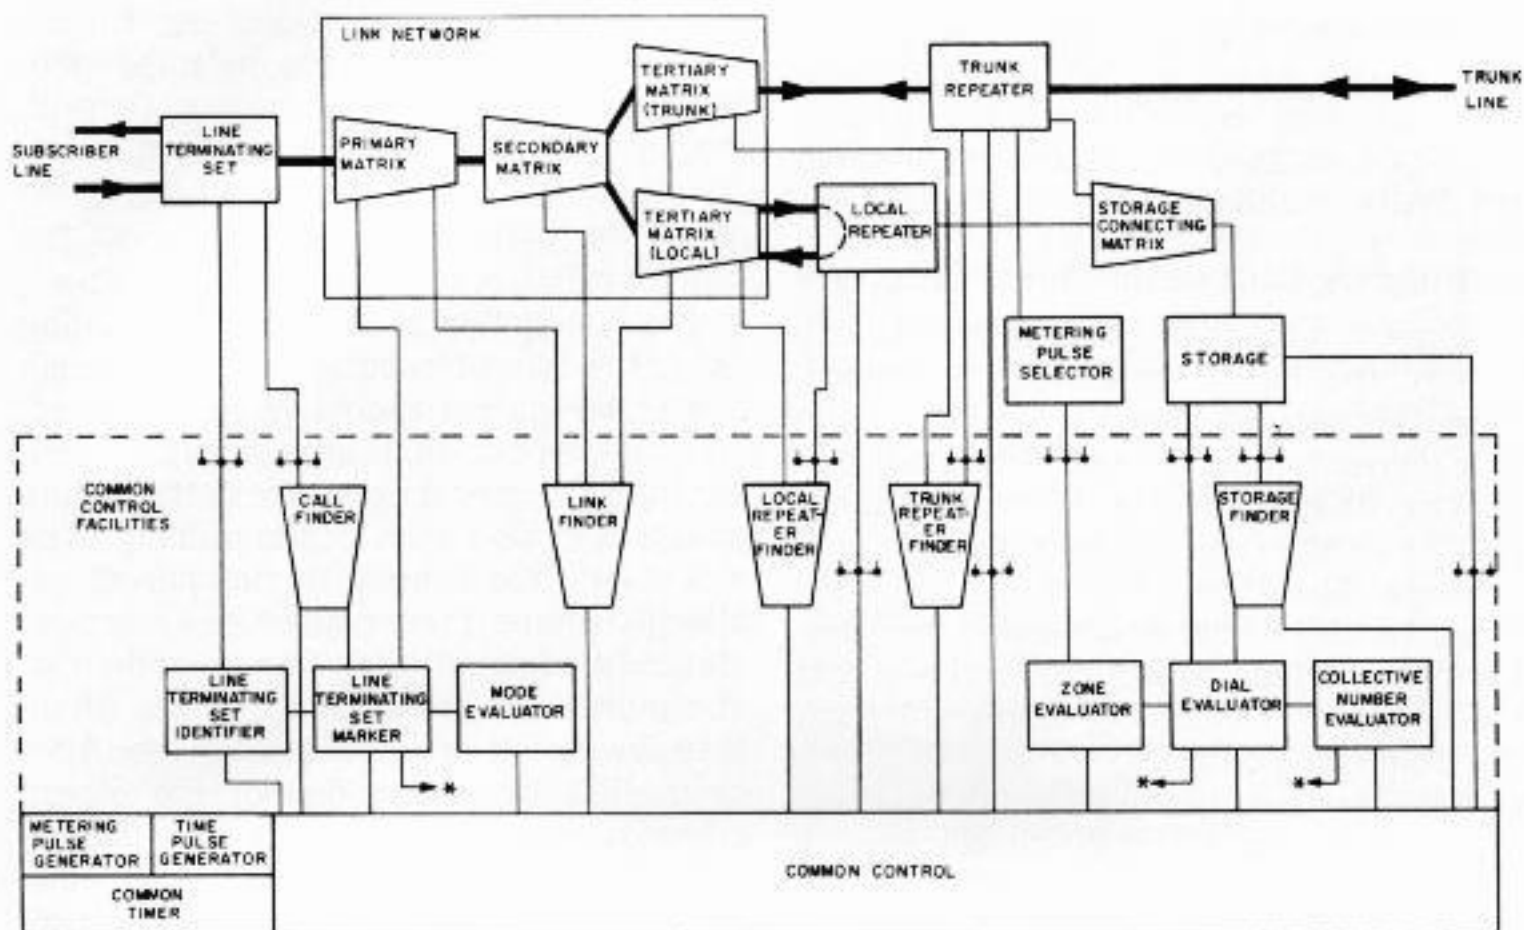 LINK NETWORK
TERTIARY
MATRIX
(TRUNK)
TRUNK
REPEATER
TRUNK
LINE
SUBSCRIBER
LINE
LINE
TERMINATING
SET
PRIMARY
MATRIX
SECONDARY
MATRIX
TERTIARY
MATRIX
(LOCAL)
LOCAL
REPEATER
STORAGE
CONNECTING
MATRIX
METERING
PULSE
SELECTOR
STORAGE
COMMON
CONTROL
FACILITIES
CALL
FINDER
LINK
FINDER
LOCAL
REPEAT-
ER
FINDER
TRUNK
REPEAT-
ER
FINDER
STORAGE
FINDER
LINE
TERMINATING
SET
IDENTIFIER
LINE
TERMINATING
SET
MARKER
MODE
EVALUATOR
ZONE
EVALUATOR
DIAL
EVALUATOR
COLLECTIVE
NUMBER
EVALUATOR
*
*
*
METERING
PULSE
GENERATOR
TIME
PULSE
GENERATOR
COMMON
TIMER
COMMON CONTROL